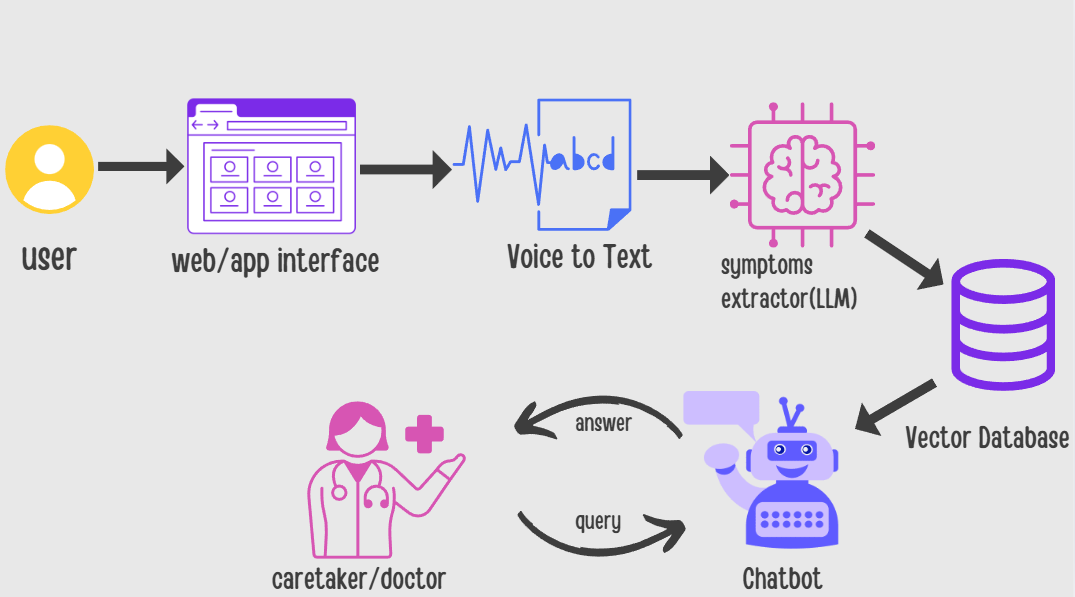 abcd
user
web/app interface
Voice to Text
symptoms
extractor(LLM)
Vector Database
answer
query
caretaker/doctor
Chatbot